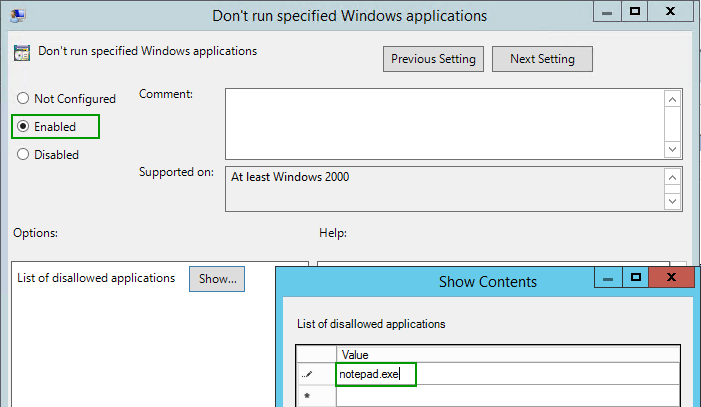 Don't run specified Windows applications
Don't run specified Windows applications
Previous Setting
Next Setting
Not Configured
Comment:
Enabled
Disabled
Supported on:
At least Windows 2000
Options:
Help:
List of disallowed applications
Show...
Show Contents
List of disallowed applications
Value
notepad.exe
*